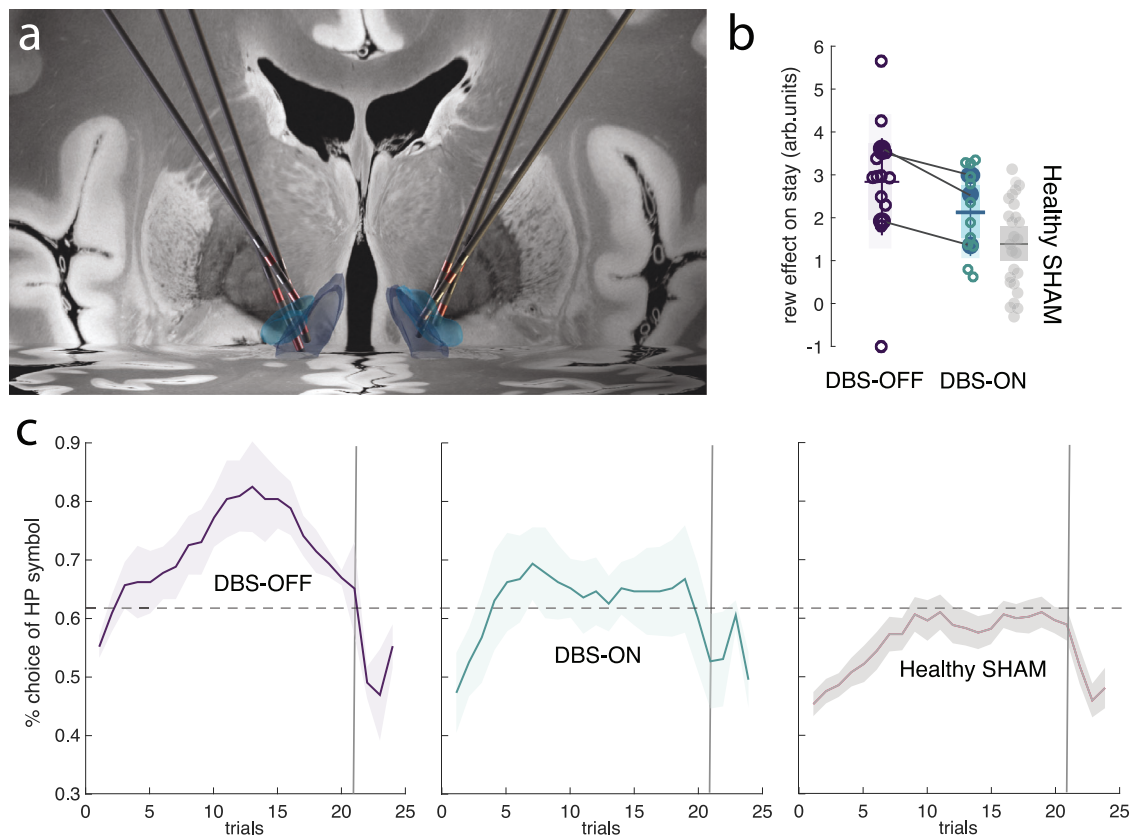 a
b
6
5
4
3
2
1
0
-1
rew effect on stay (arb.units)
DBS-OFF
DBS-ON
Healthy SHAM
c
0.9
0.8
0.7
0.6
0.5
0.4
0.3
% choice of HP symbol
DBS-OFF
0 5 10 15 20 25
trials
DBS-ON
0 5 10 15 20 25
trials
Healthy SHAM
0 5 10 15 20 25
trials